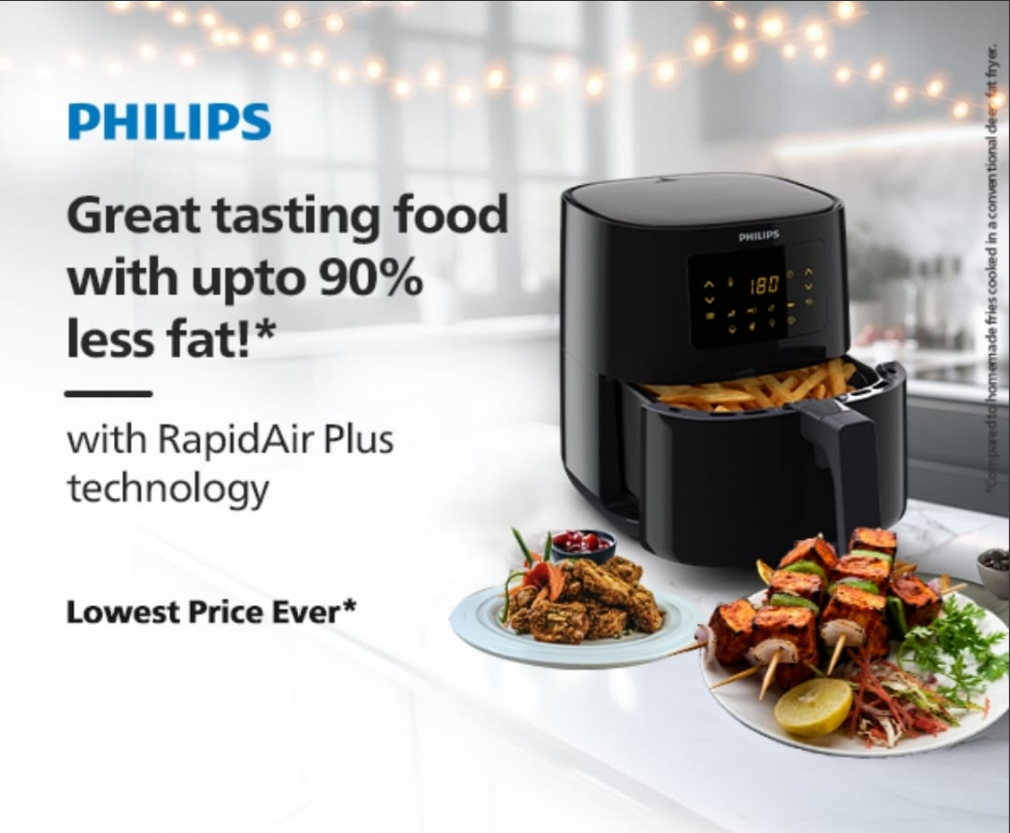 PHILIPS
Great tasting food
with upto 90%
less fat!*
with RapidAir Plus
technology
Lowest Price Ever*
PHILIPS
180
*Compared to homemade fries cooked in a conventional deep fat fryer.